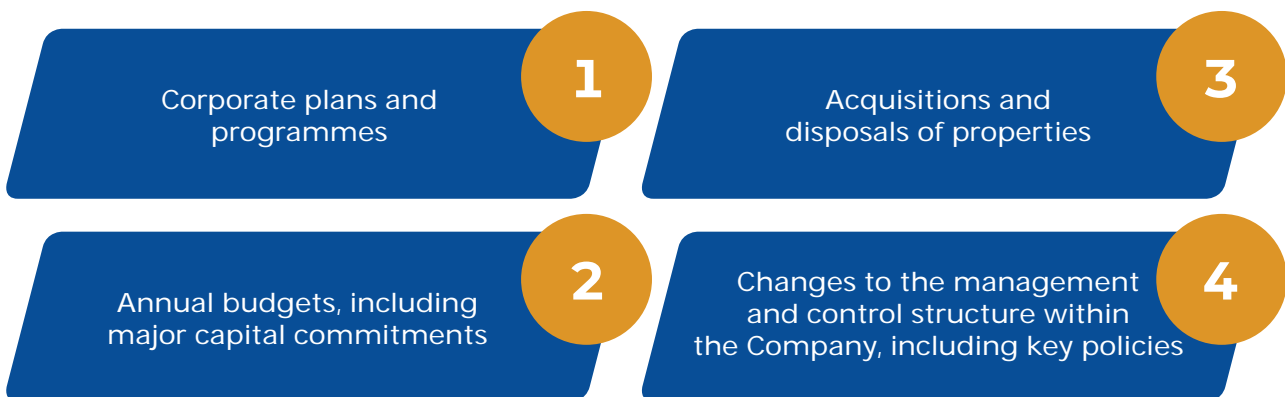 Corporate plans and
programmes
1
Annual budgets, including
major capital commitments
2
Acquisitions and
disposals of properties
3
Changes to the management
and control structure within
the Company, including key policies
4